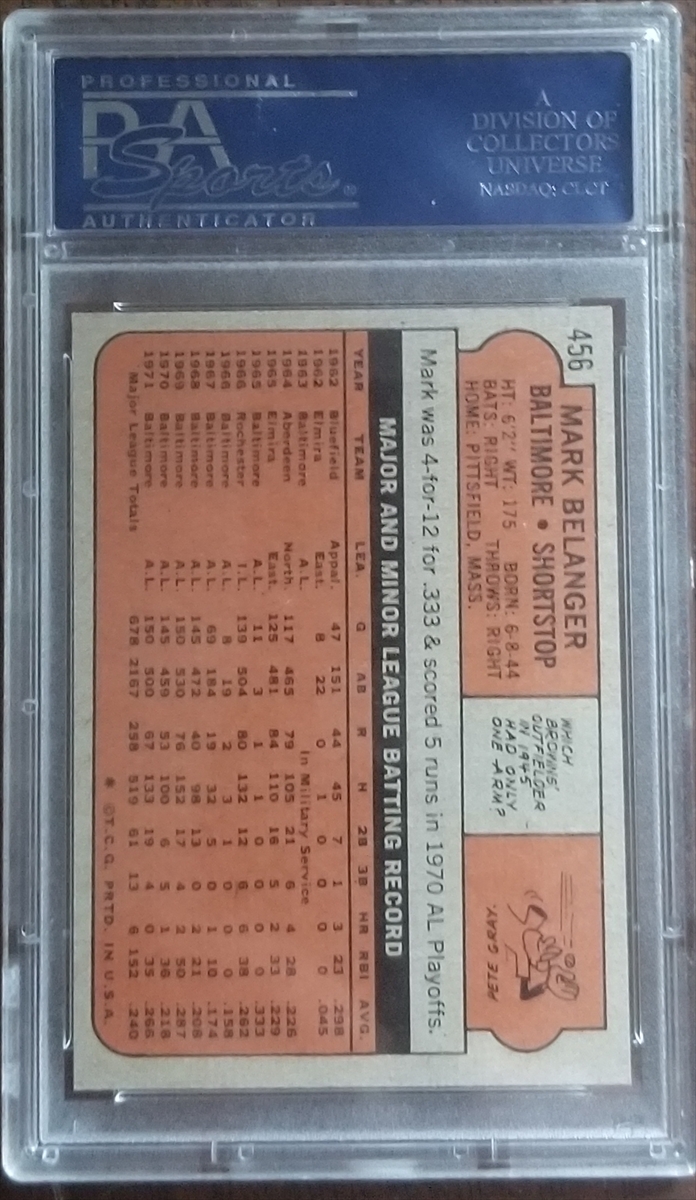 PROFESSIONAL
PSA
Sports®
AUTHENTICATOR
A
DIVISION OF
COLLECTORS
UNIVERSE
NASDAQ: CLCT
456
MARK BELANGER
BALTIMORE • SHORTSTOP
HT: 6'2" WT: 175 BORN: 6-8-44
BATS: RIGHT THROWS: RIGHT
HOME: PITTSFIELD, MASS.
WHICH
BROWNS'
OUTFIELDER
IN 1945
HAD ONLY
ONE ARM?
PETE GRAY.
Mark was 4-for-12 for .333 & scored 5 runs in 1970 AL Playoffs.
MAJOR AND MINOR LEAGUE BATTING RECORD
YEAR TEAM LEA. G AB R H 2B 3B HR RBI AVG.
1962 Bluefield Appal. 47 151 44 45 7 1 3 23 .298
1962 Elmira East. 8 22 0 1 0 0 0 0 .045
1963 Baltimore A.L. In Military Service
1964 Aberdeen North. 117 465 79 105 21 6 4 28 .226
1965 Elmira East. 125 481 84 110 16 5 2 33 .229
1965 Baltimore A.L. 11 3 1 1 0 0 0 0 .333
1966 Rochester I.L. 139 504 80 132 12 6 6 38 .262
1966 Baltimore A.L. 8 19 2 3 1 0 0 0 .158
1967 Baltimore A.L. 69 184 19 32 5 0 1 10 .174
1968 Baltimore A.L. 145 472 40 98 13 0 2 21 .208
1969 Baltimore A.L. 150 530 76 152 17 4 2 50 .287
1970 Baltimore A.L. 145 459 53 100 6 5 1 36 .218
1971 Baltimore A.L. 150 500 67 133 19 4 0 35 .266
Major League Totals 678 2167 258 519 61 13 6 152 .240
* ©T.C.G. PRTD. IN U.S.A.